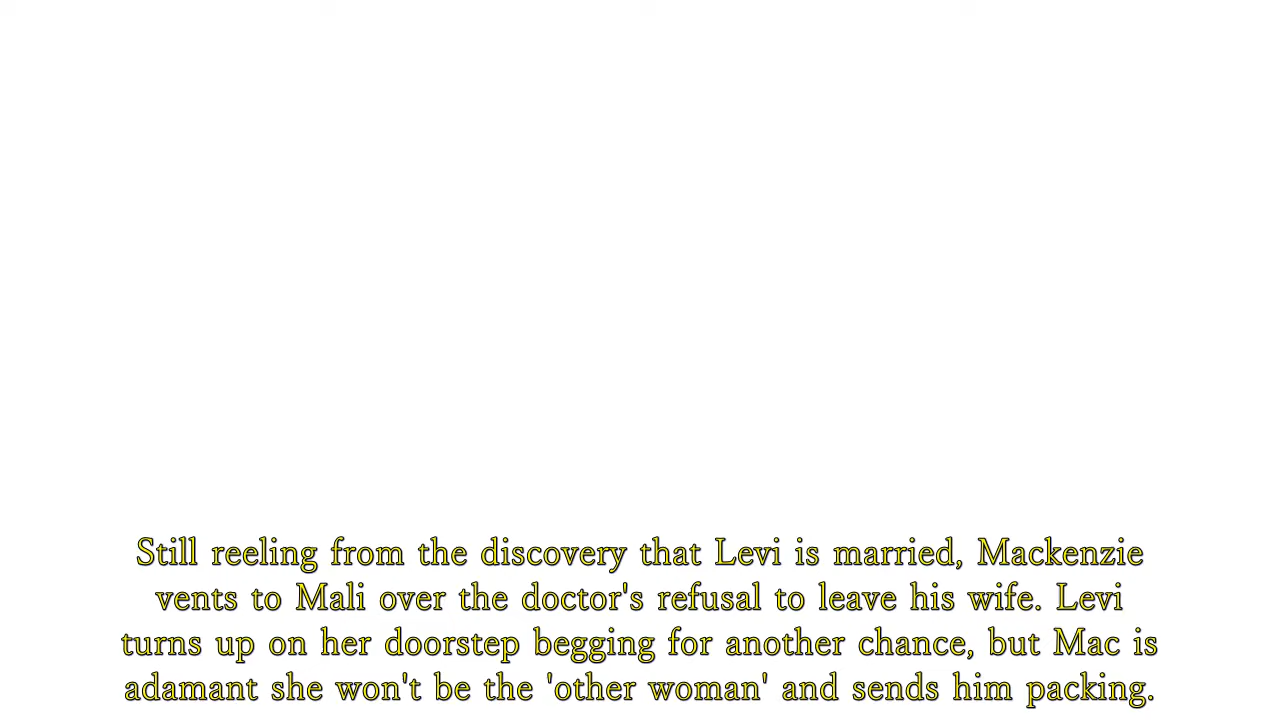 Still reeling from the discovery that Levi is married, Mackenzie
vents to Mali over the doctor's refusal to leave his wife. Levi
turns up on her doorstep begging for another chance, but Mac is
adamant she won't be the 'other woman' and sends him packing.